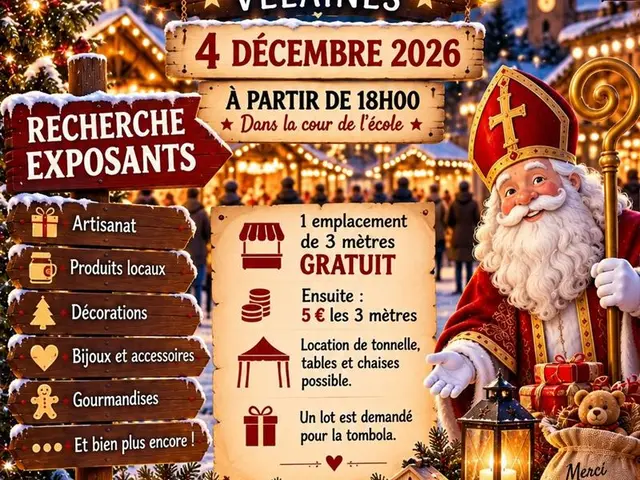 VELAINES
4 DÉCEMBRE 2026
À PARTIR DE 18H00
Dans la cour de l'école
RECHERCHE
EXPOSANTS
Artisanat
Produits locaux
Décorations
Bijoux et accessoires
Gourmandises
Et bien plus encore !
1 emplacement
de 3 mètres
GRATUIT
Ensuite :
5 € les 3 mètres
Location de tonnelle,
tables et chaises
possible.
Un lot est demandé
pour la tombola.
Merci